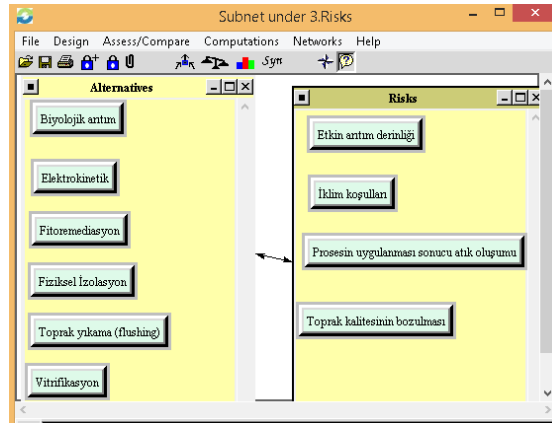 Subnet under 3.Risks
File Design Assess/Compare Computations Networks Help
Syn
Alternatives
Biyolojik arıtım
Elektrokinetik
Fitoremediasyon
Fiziksel İzolasyon
Toprak yıkama (flushing)
Vitrifikasyon
Risks
Etkin arıtım derinliği
İklim koşulları
Prosesin uygulanması sonucu atık oluşumu
Toprak kalitesinin bozulması